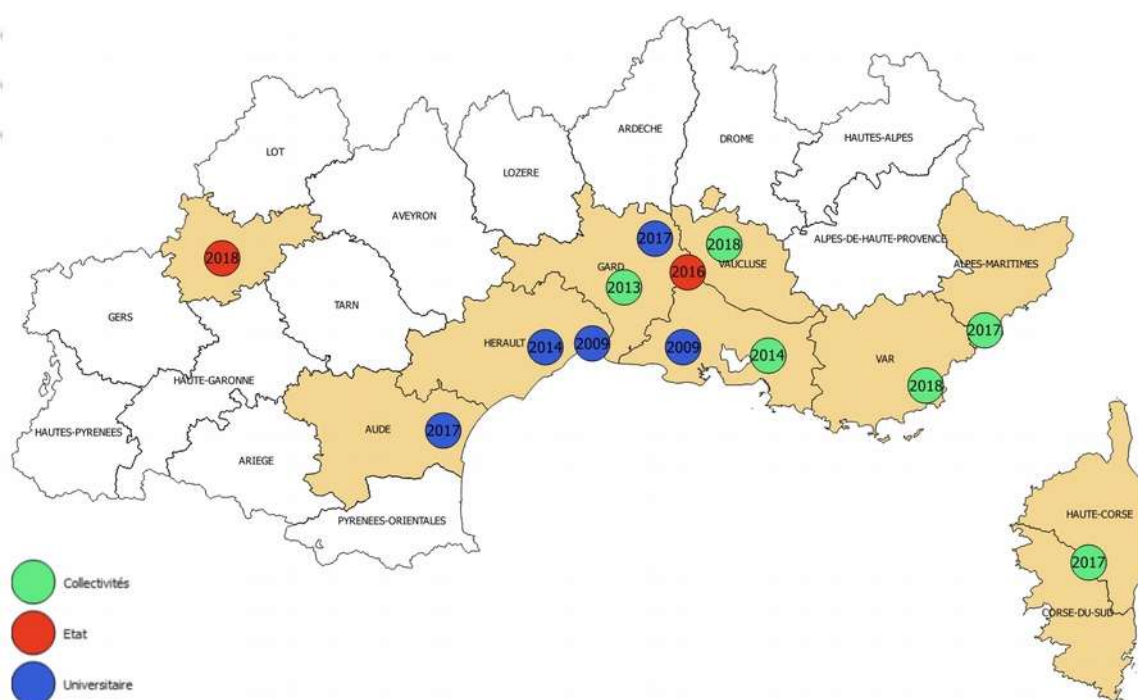 ARDECHE
DROME
HAUTES-ALPES
LOT
LOZERE
AVEYRON
2017
2018
ALPES-DE-HAUTE-PROVENCE
2018
GARD
2016
VAUCLUSE
ALPES-MARITIMES
2013
TARN
GERS
2017
HERAULT
2014
2009
2009
2014
VAR
HAUTE-GARONNE
2018
HAUTES-PYRENEES
AUDE
2017
ARIEGE
PYRENEES-ORIENTALES
HAUTE-CORSE
2017
CORSE-DU-SUD
Collectivités
Etat
Universitaire